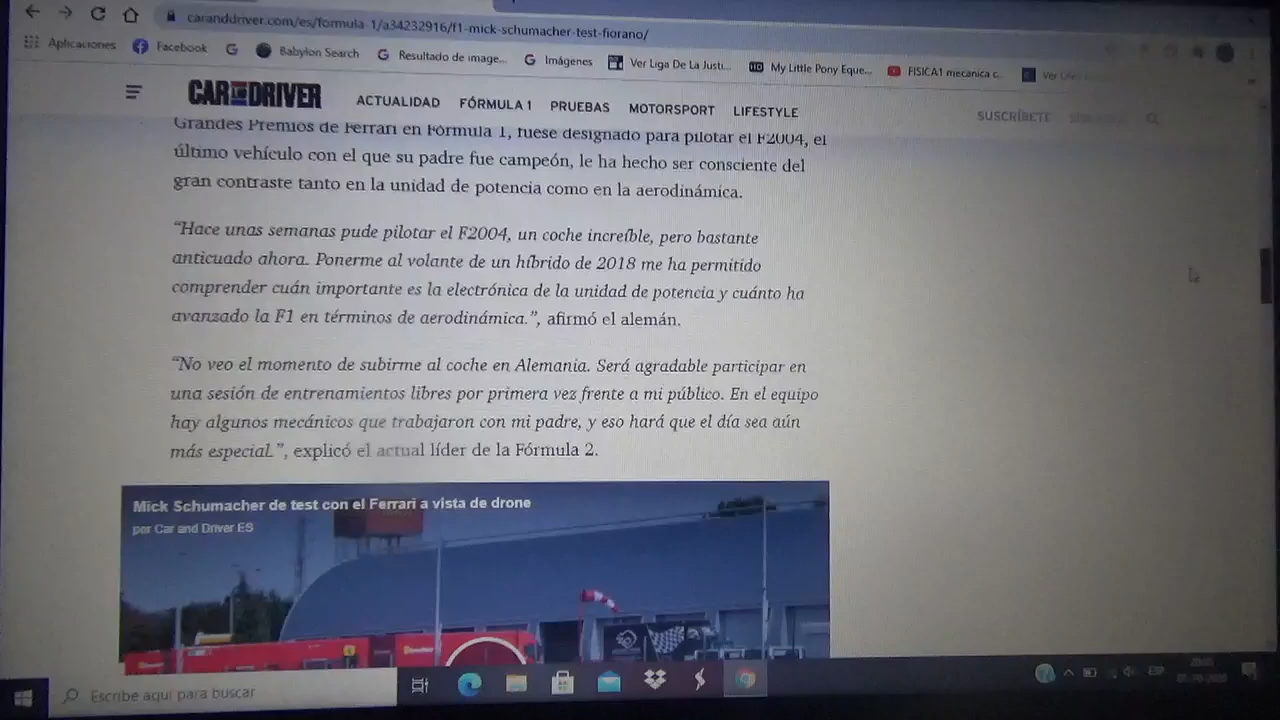 caranddriver.com/es/formula-1/a34232916/f1-mick-schumacher-test-fiorano/
Aplicaciones Facebook Babylon Search Resultado de image... Imágenes Ver Liga De La Justi... HD My Little Pony Eque... FISICA1 mecanica c.. Ver
CAR AND DRIVER ACTUALIDAD FÓRMULA 1 PRUEBAS MOTORSPORT LIFESTYLE SUSCRÍBETE
Grandes Premios de Ferrari en Fórmula 1, fuese designado para pilotar el F2004, el
último vehículo con el que su padre fue campeón, le ha hecho ser consciente del
gran contraste tanto en la unidad de potencia como en la aerodinámica.
“Hace unas semanas pude pilotar el F2004, un coche increíble, pero bastante
anticuado ahora. Ponerme al volante de un híbrido de 2018 me ha permitido
comprender cuán importante es la electrónica de la unidad de potencia y cuánto ha
avanzado la F1 en términos de aerodinámica.”, afirmó el alemán.
“No veo el momento de subirme al coche en Alemania. Será agradable participar en
una sesión de entrenamientos libres por primera vez frente a mi público. En el equipo
hay algunos mecánicos que trabajaron con mi padre, y eso hará que el día sea aún
más especial.”, explicó el actual líder de la Fórmula 2.
Mick Schumacher de test con el Ferrari a vista de drone
por Car and Driver ES
Escribe aquí para buscar
ESP